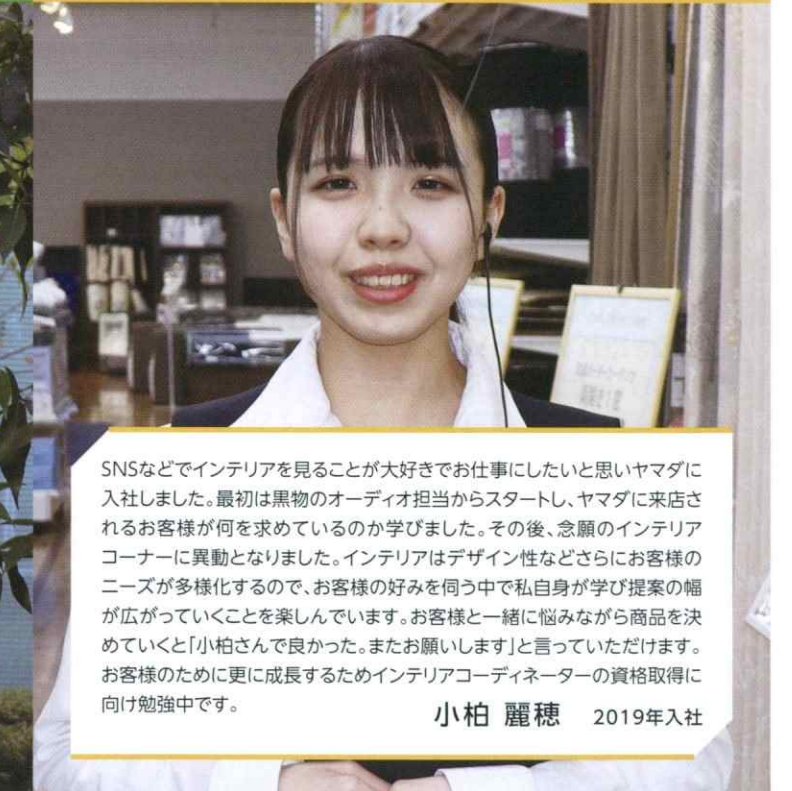 SNSなどでインテリアを見ることが大好きでお仕事にしたいと思いヤマダに
入社しました。最初は黒物のオーディオ担当からスタートし、ヤマダに来店さ
れるお客様が何を求めているのか学びました。その後、念願のインテリア
コーナーに異動となりました。インテリアはデザイン性などさらにお客様の
ニーズが多様化するので、お客様の好みを伺う中で私自身が学び提案の幅
が広がっていくことを楽しんでいます。お客様と一緒に悩みながら商品を決
めていくと「小柏さんで良かった。またお願いします」と言っていただけます。
お客様のために更に成長するためインテリアコーディネーターの資格取得に
向け勉強中です。
小柏 麗穂 2019年入社